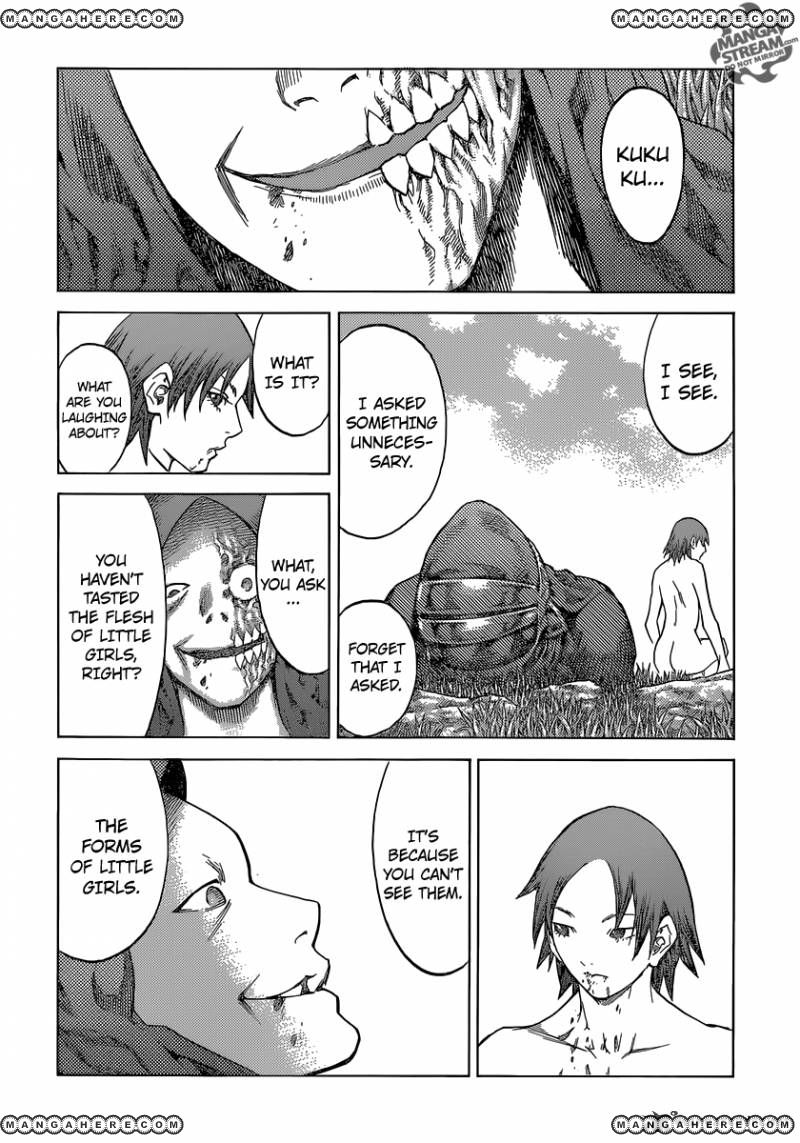 MANGAHERE.COM
MANGAHERE.COM
MANGA
STREAM.com
DO NOT MIRROR
KUKU
KU...
I SEE,
I SEE.
I ASKED
SOMETHING
UNNECES-
SARY.
FORGET
THAT I
ASKED.
WHAT
IS IT?
WHAT
ARE YOU
LAUGHING
ABOUT?
WHAT,
YOU ASK
...
YOU
HAVEN'T
TASTED
THE FLESH
OF LITTLE
GIRLS,
RIGHT?
IT'S
BECAUSE
YOU CAN'T
SEE THEM.
THE
FORMS
OF LITTLE
GIRLS.
MANGAHERE.COM
MANGAHERE.COM